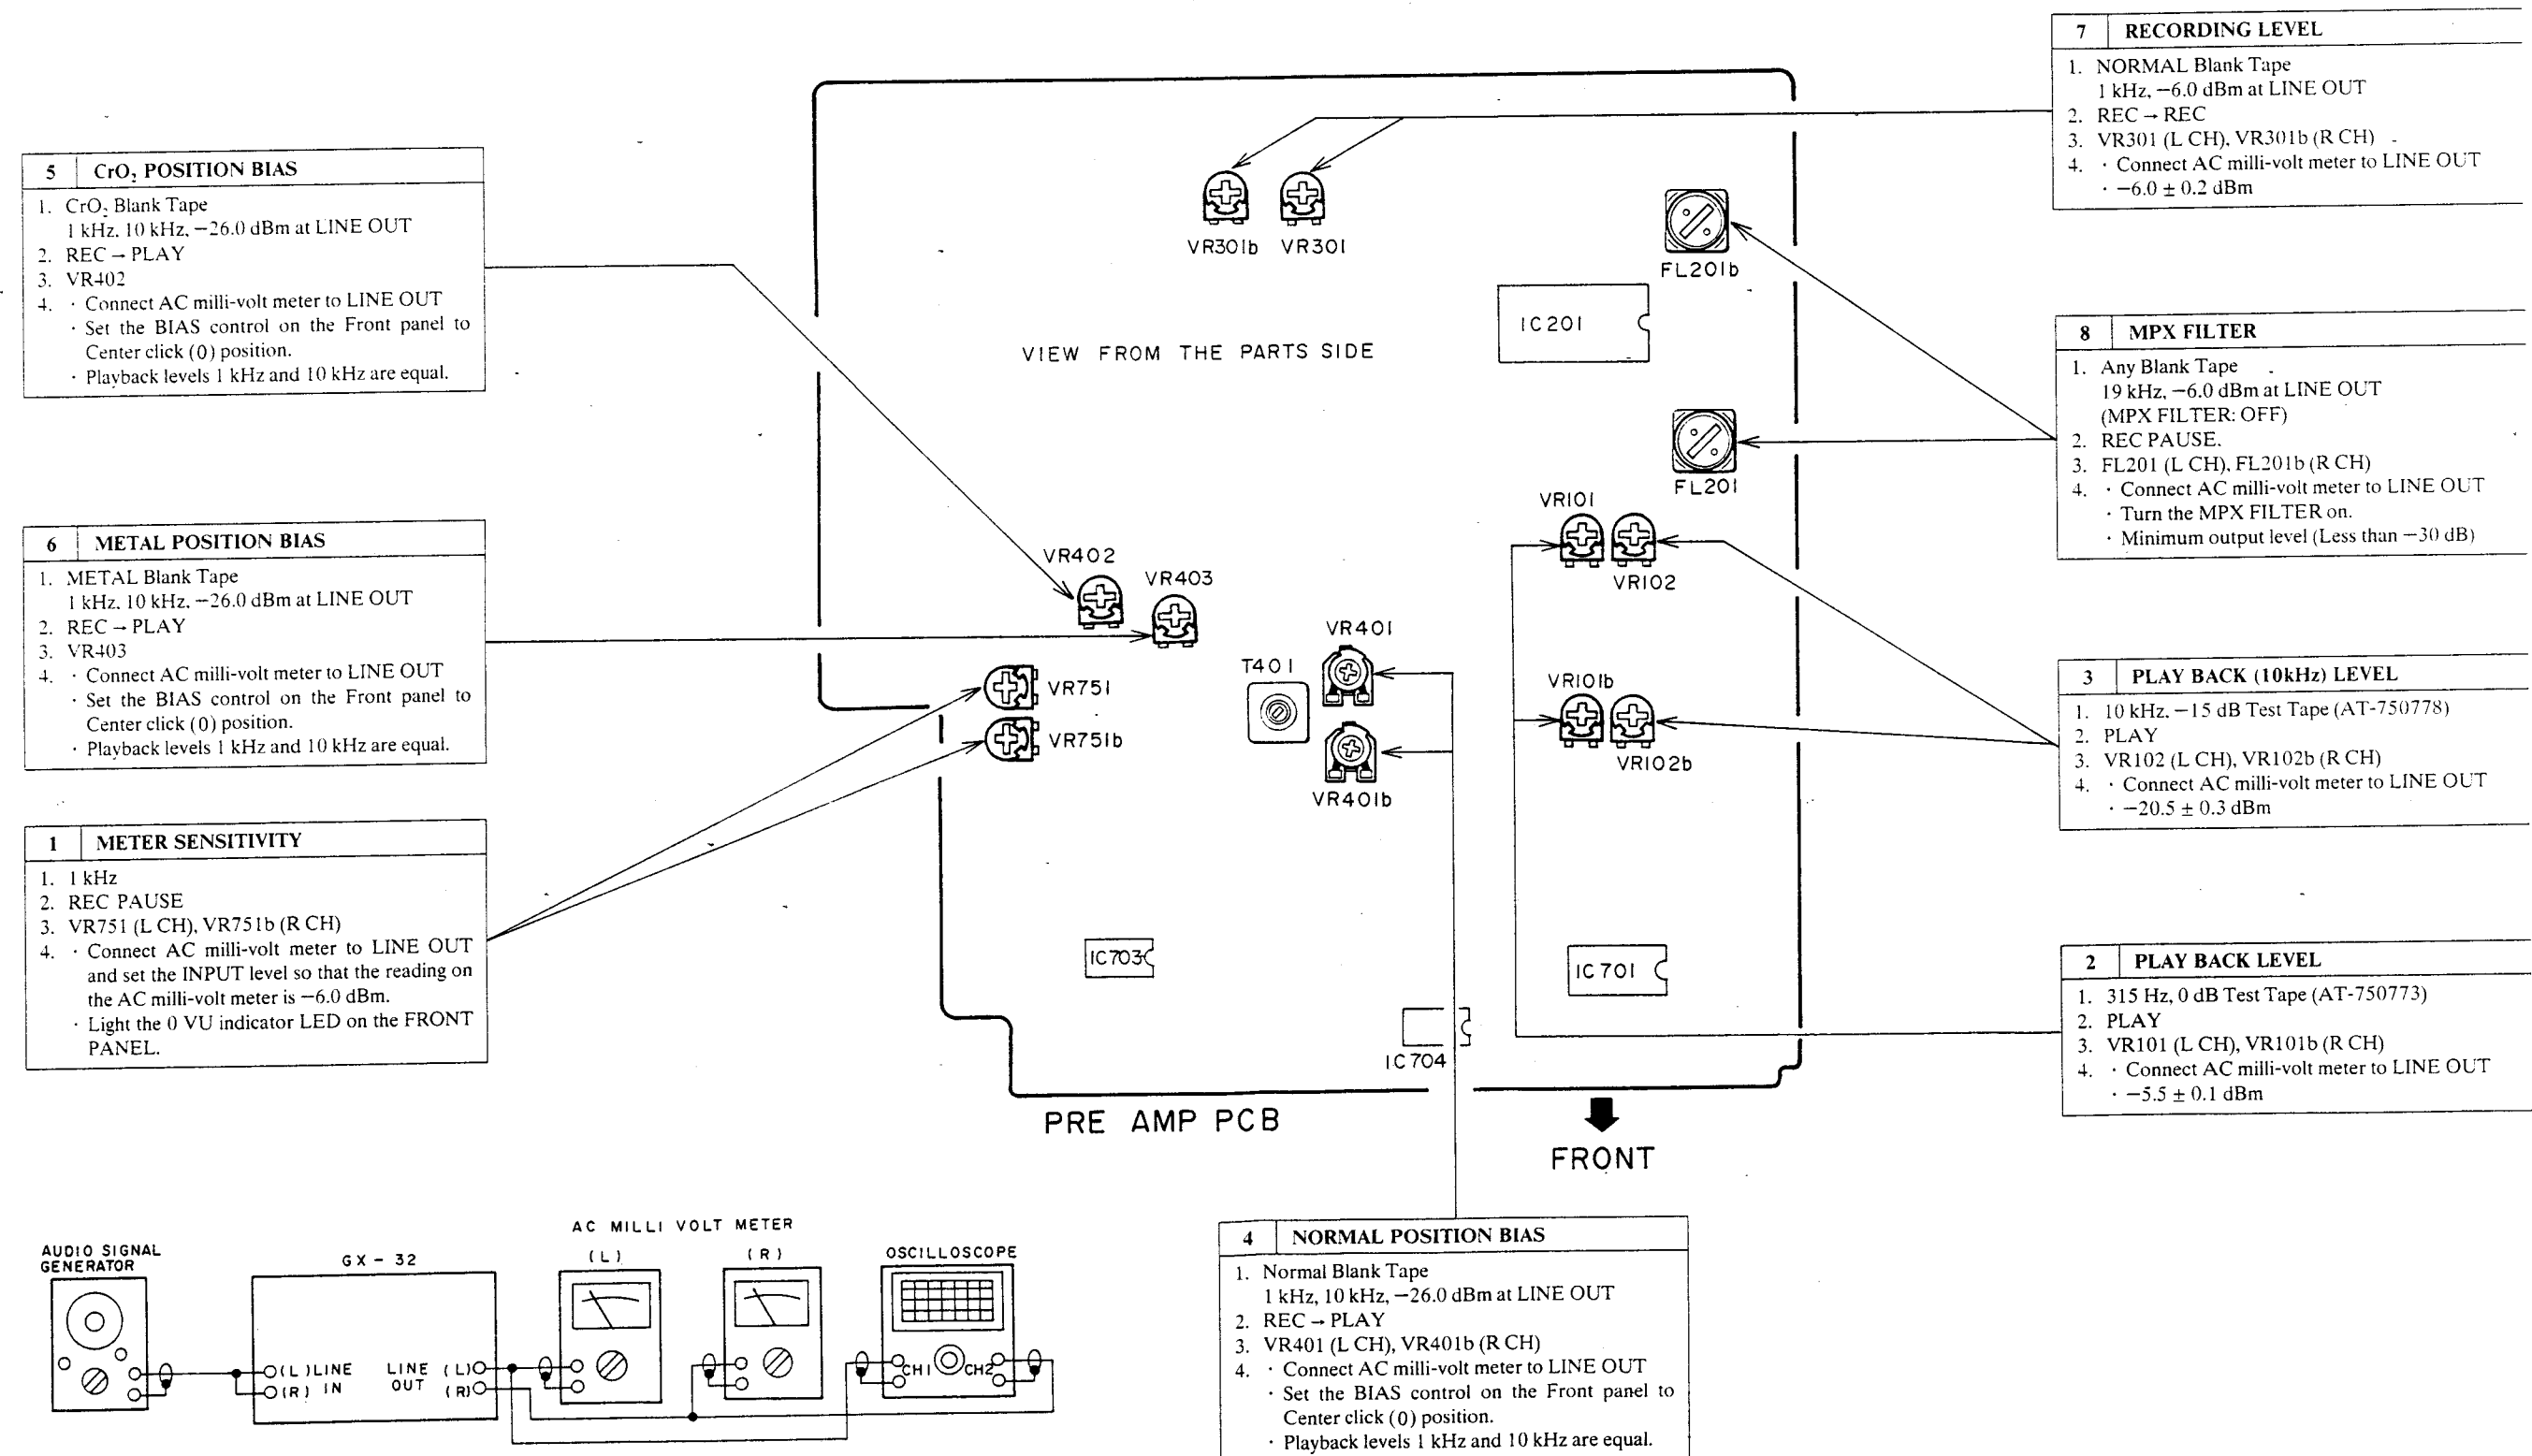 5 CrO₂ POSITION BIAS
1. CrO₂ Blank Tape
1 kHz. 10 kHz, −26.0 dBm at LINE OUT
2. REC → PLAY
3. VR402
4. · Connect AC milli-volt meter to LINE OUT
· Set the BIAS control on the Front panel to
Center click (0) position.
· Playback levels 1 kHz and 10 kHz are equal.
6 METAL POSITION BIAS
1. METAL Blank Tape
1 kHz. 10 kHz. −26.0 dBm at LINE OUT
2. REC → PLAY
3. VR403
4. · Connect AC milli-volt meter to LINE OUT
· Set the BIAS control on the Front panel to
Center click (0) position.
· Playback levels 1 kHz and 10 kHz are equal.
1 METER SENSITIVITY
1. 1 kHz
2. REC PAUSE
3. VR751 (L CH), VR751b (R CH)
4. · Connect AC milli-volt meter to LINE OUT
and set the INPUT level so that the reading on
the AC milli-volt meter is −6.0 dBm.
· Light the 0 VU indicator LED on the FRONT
PANEL.
VR301b VR301
FL201b
IC201
VIEW FROM THE PARTS SIDE
FL201
VR101
VR102
VR402
VR403
VR401
T401
VR751
VR101b
VR751b
VR102b
VR401b
IC703
IC701
IC704
PRE AMP PCB
FRONT
7 RECORDING LEVEL
1. NORMAL Blank Tape
1 kHz, −6.0 dBm at LINE OUT
2. REC → REC
3. VR301 (L CH), VR301b (R CH)
4. · Connect AC milli-volt meter to LINE OUT
· −6.0 ± 0.2 dBm
8 MPX FILTER
1. Any Blank Tape
19 kHz, −6.0 dBm at LINE OUT
(MPX FILTER: OFF)
2. REC PAUSE.
3. FL201 (L CH), FL201b (R CH)
4. · Connect AC milli-volt meter to LINE OUT
· Turn the MPX FILTER on.
· Minimum output level (Less than −30 dB)
3 PLAY BACK (10kHz) LEVEL
1. 10 kHz. −15 dB Test Tape (AT-750778)
2. PLAY
3. VR102 (L CH), VR102b (R CH)
4. · Connect AC milli-volt meter to LINE OUT
· −20.5 ± 0.3 dBm
2 PLAY BACK LEVEL
1. 315 Hz, 0 dB Test Tape (AT-750773)
2. PLAY
3. VR101 (L CH), VR101b (R CH)
4. · Connect AC milli-volt meter to LINE OUT
· −5.5 ± 0.1 dBm
AUDIO SIGNAL
GENERATOR
GX - 32
(L) LINE
(R) IN
LINE (L)
OUT (R)
AC MILLI VOLT METER
(L) (R)
OSCILLOSCOPE
CH1 CH2
4 NORMAL POSITION BIAS
1. Normal Blank Tape
1 kHz, 10 kHz, −26.0 dBm at LINE OUT
2. REC → PLAY
3. VR401 (L CH), VR401b (R CH)
4. · Connect AC milli-volt meter to LINE OUT
· Set the BIAS control on the Front panel to
Center click (0) position.
· Playback levels 1 kHz and 10 kHz are equal.